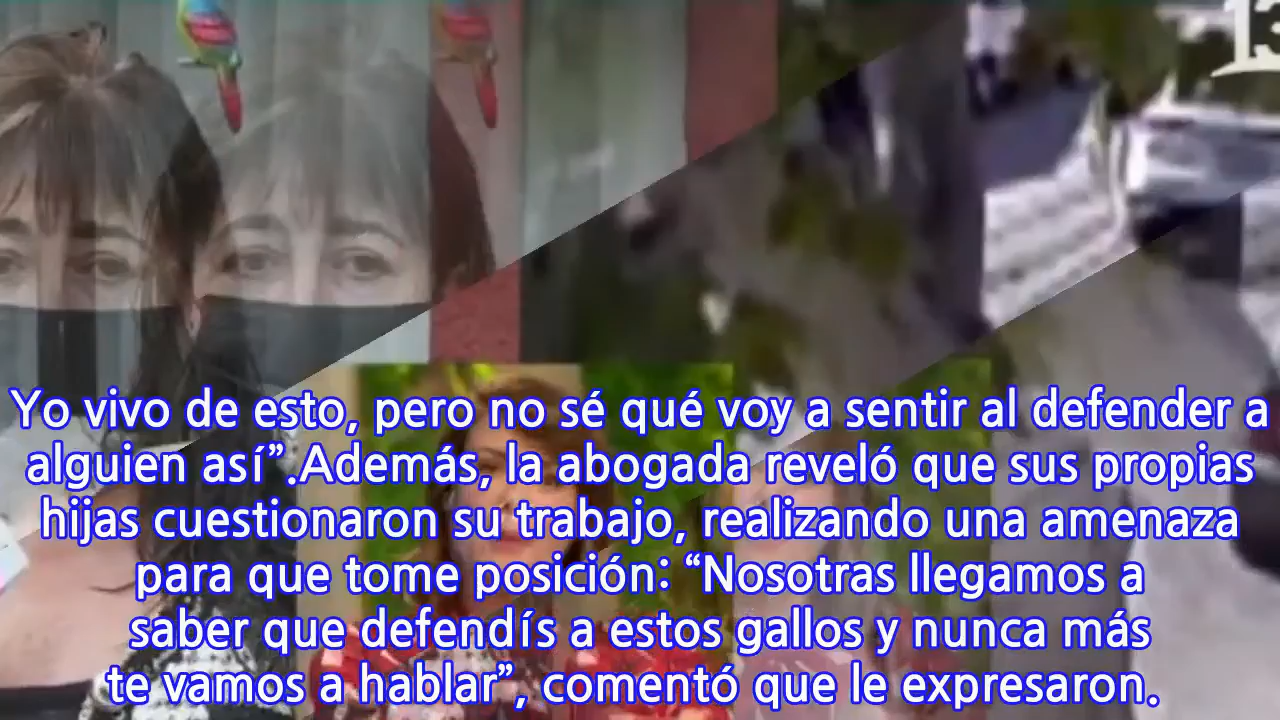 13
Yo vivo de esto, pero no sé qué voy a sentir al defender a
alguien así”.Además, la abogada reveló que sus propias
hijas cuestionaron su trabajo, realizando una amenaza
para que tome posición: “Nosotras llegamos a
saber que defendís a estos gallos y nunca más
te vamos a hablar”, comentó que le expresaron.